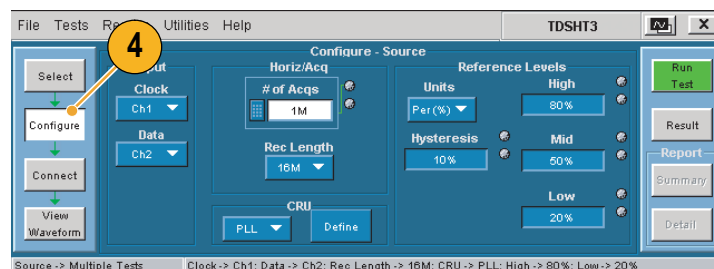 File Tests Re Utilities Help TDSHT3 X
4
Select
Configure
Connect
View
Waveform
Configure - Source
put
Clock
Ch1
Data
Ch2
Horiz/Acq
# of Acqs
1M
Rec Length
16M
CRU
PLL Define
Reference Levels
Units
Per(%)
Hysteresis
10%
High
80%
Mid
50%
Low
20%
Run
Test
Result
Report
Summary
Detail
Source -> Multiple Tests Clock-> Ch1: Data -> Ch2: Rec Length -> 16M: CRU -> PLL: High -> 80%: Low-> 20%